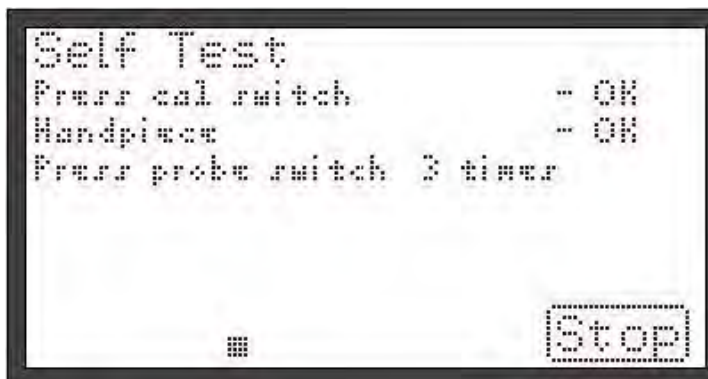 Self Test
Press cal switch - OK
Handpiece - OK
Press probe switch 3 times
Stop